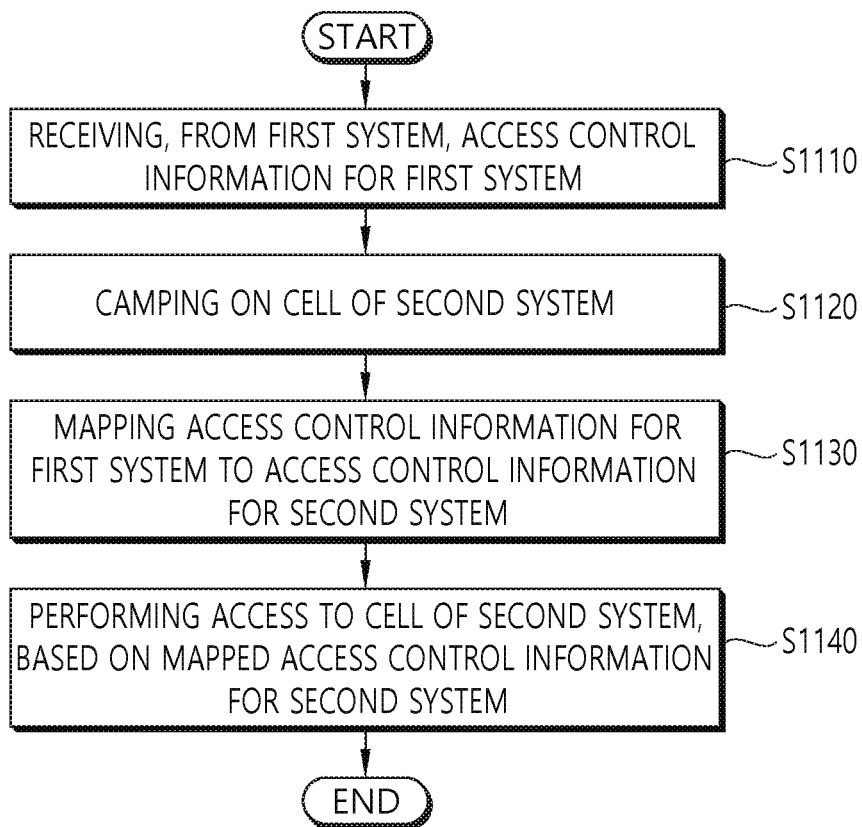 START
RECEIVING, FROM FIRST SYSTEM, ACCESS CONTROL
INFORMATION FOR FIRST SYSTEM
S1110
CAMPING ON CELL OF SECOND SYSTEM
S1120
MAPPING ACCESS CONTROL INFORMATION FOR
FIRST SYSTEM TO ACCESS CONTROL INFORMATION
FOR SECOND SYSTEM
S1130
PERFORMING ACCESS TO CELL OF SECOND SYSTEM,
BASED ON MAPPED ACCESS CONTROL INFORMATION
FOR SECOND SYSTEM
S1140
END